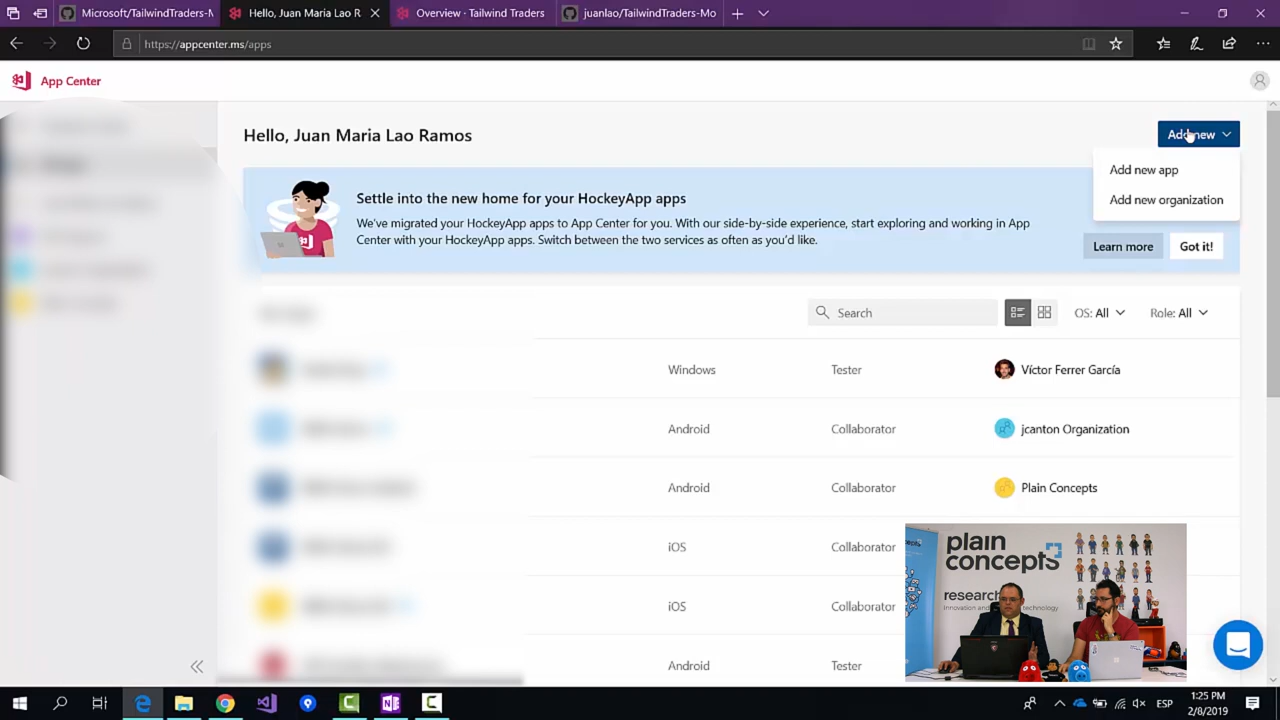 Microsoft/TailwindTraders-M
Hello, Juan Maria Lao R
Overview - Tailwind Traders
juanlao/TailwindTraders-Mo
https://appcenter.ms/apps
App Center
Hello, Juan Maria Lao Ramos
Add new
Add new app
Add new organization
Settle into the new home for your HockeyApp apps
We've migrated your HockeyApp apps to App Center for you. With our side-by-side experience, start exploring and working in App
Center with your HockeyApp apps. Switch between the two services as often as you'd like.
Learn more
Got it!
Search
OS: All
Role: All
Windows
Tester
Víctor Ferrer García
Android
Collaborator
jcanton Organization
Android
Collaborator
Plain Concepts
iOS
Collaborator
iOS
Collaborator
Android
Tester
plain
concepts
research
ESP
1:25 PM
2/8/2019